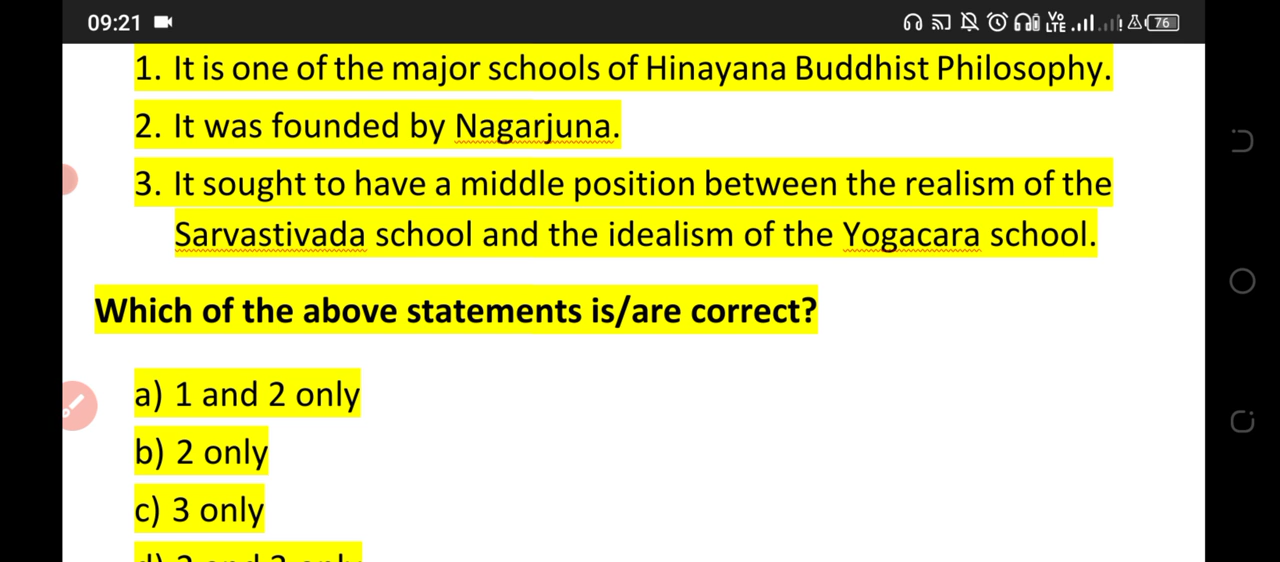 09:21 Vo LTE 76
1. It is one of the major schools of Hinayana Buddhist Philosophy.
2. It was founded by Nagarjuna.
3. It sought to have a middle position between the realism of the
Sarvastivada school and the idealism of the Yogacara school.
Which of the above statements is/are correct?
a) 1 and 2 only
b) 2 only
c) 3 only